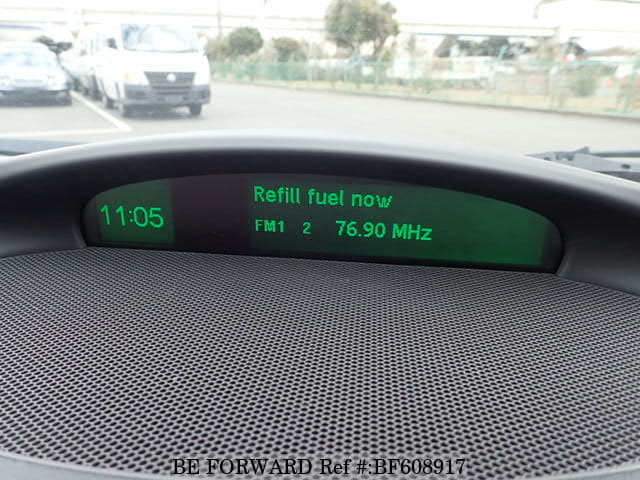 11:05
Refill fuel now
FM1 2 76.90 MHz
BE FORWARD Ref #:BF608917